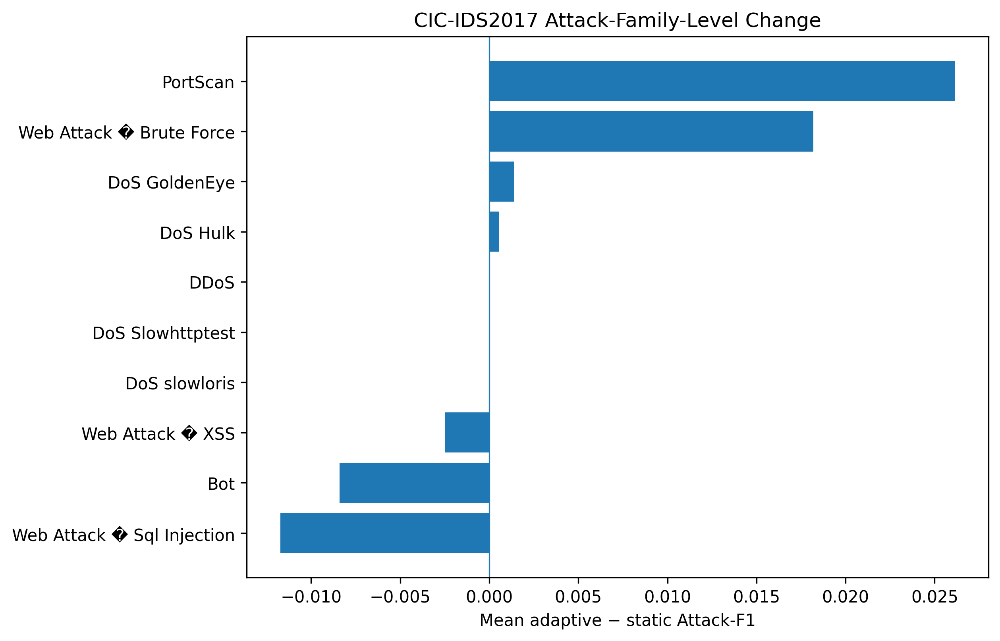 CIC-IDS2017 Attack-Family-Level Change
PortScan
Web Attack � Brute Force
DoS GoldenEye
DoS Hulk
DDoS
DoS Slowhttptest
DoS slowloris
Web Attack � XSS
Bot
Web Attack � Sql Injection
−0.010 −0.005 0.000 0.005 0.010 0.015 0.020 0.025
Mean adaptive − static Attack-F1